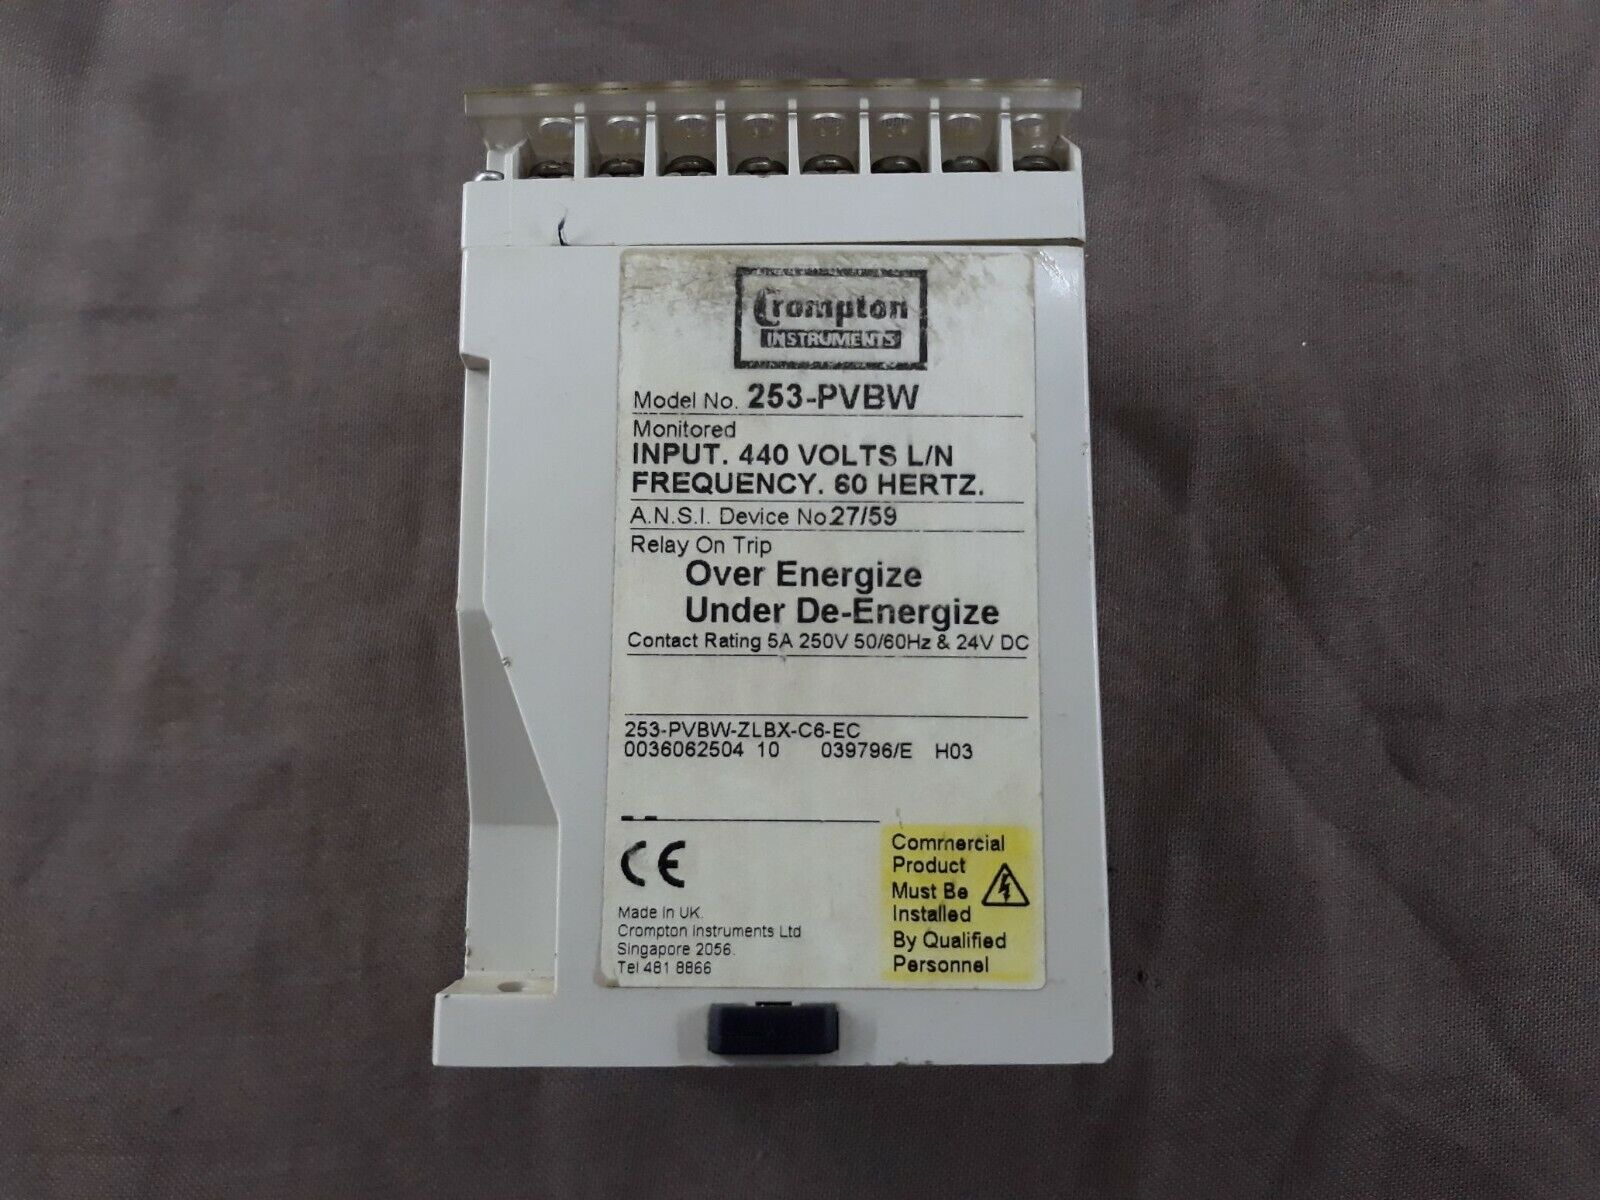 Crompton
INSTRUMENTS
Model No. 253-PVBW
Monitored
INPUT. 440 VOLTS L/N
FREQUENCY. 60 HERTZ.
A.N.S.I. Device No.27/59
Relay On Trip
Over Energize
Under De-Energize
Contact Rating 5A 250V 50/60Hz & 24V DC
253-PVBW-ZLBX-C6-EC
0036062504 10 039796/E H03
CE
Made in UK.
Crompton Instruments Ltd
Singapore 2056.
Tel 481 8866
Commercial
Product
Must Be
Installed
By Qualified
Personnel